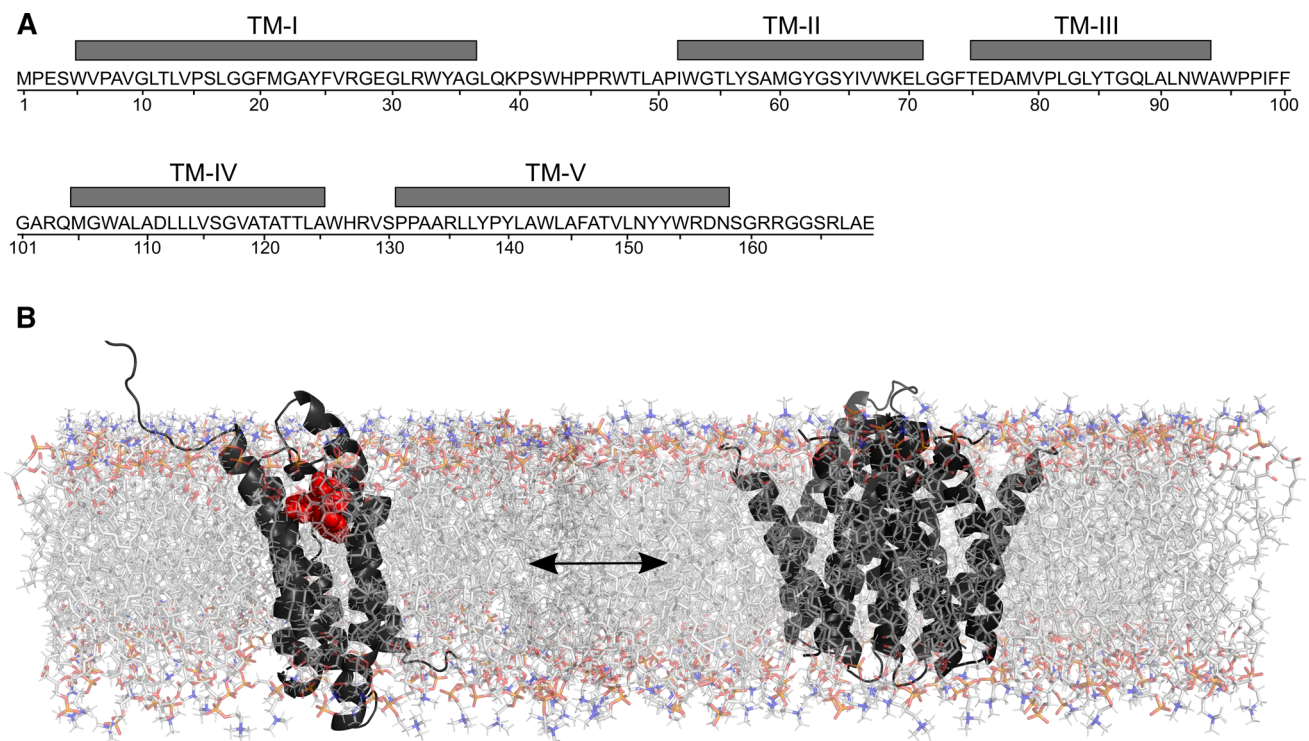 A
TM-I TM-II TM-III
MPESWVPAVGLTLVPSLGGFMGAYFVRGEGLRWYAGLQKPSWHPPRWTLAPIWGTLYSAMGYGSYIVWKELGGFTEDAMVPLGLYTGQLALNWAWPPIFF
1 10 20 30 40 50 60 70 80 90 100
TM-IV TM-V
GARQMGWALADLLLVSGVATATTLAWHRVSPPAARLLYPYLAWLAFATVLNYYWRDNSGRRGGSRLAE
101 110 120 130 140 150 160
B